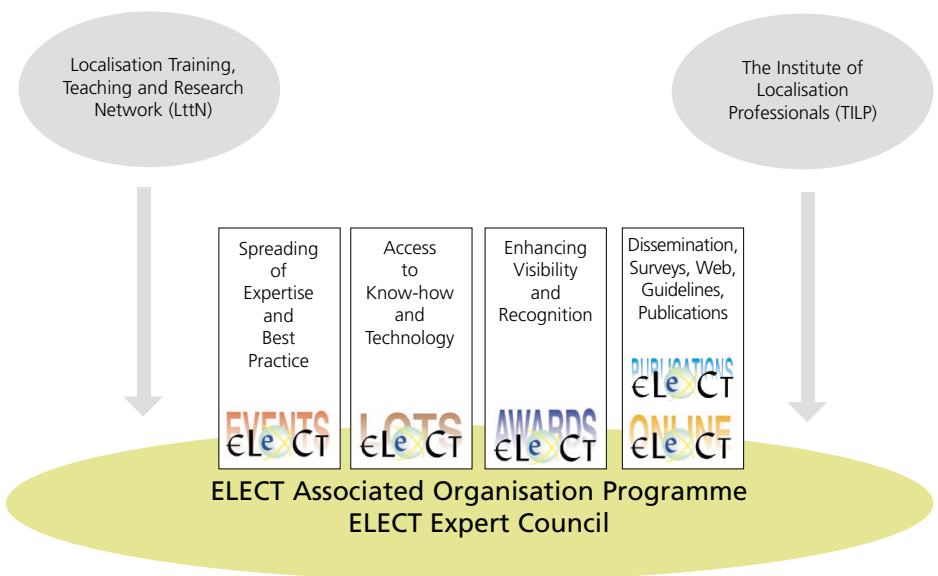 Localisation Training,
Teaching and Research
Network (LttN)
The Institute of
Localisation
Professionals (TILP)
Spreading
of
Expertise
and
Best
Practice
EVENTS
eLeCT
Access
to
Know-how
and
Technology
LOTS
eLeCT
Enhancing
Visibility
and
Recognition
AWARDS
eLeCT
Dissemination,
Surveys, Web,
Guidelines,
Publications
PUBLICATIONS
eLeCT
ONLINE
eLeCT
ELECT Associated Organisation Programme
ELECT Expert Council